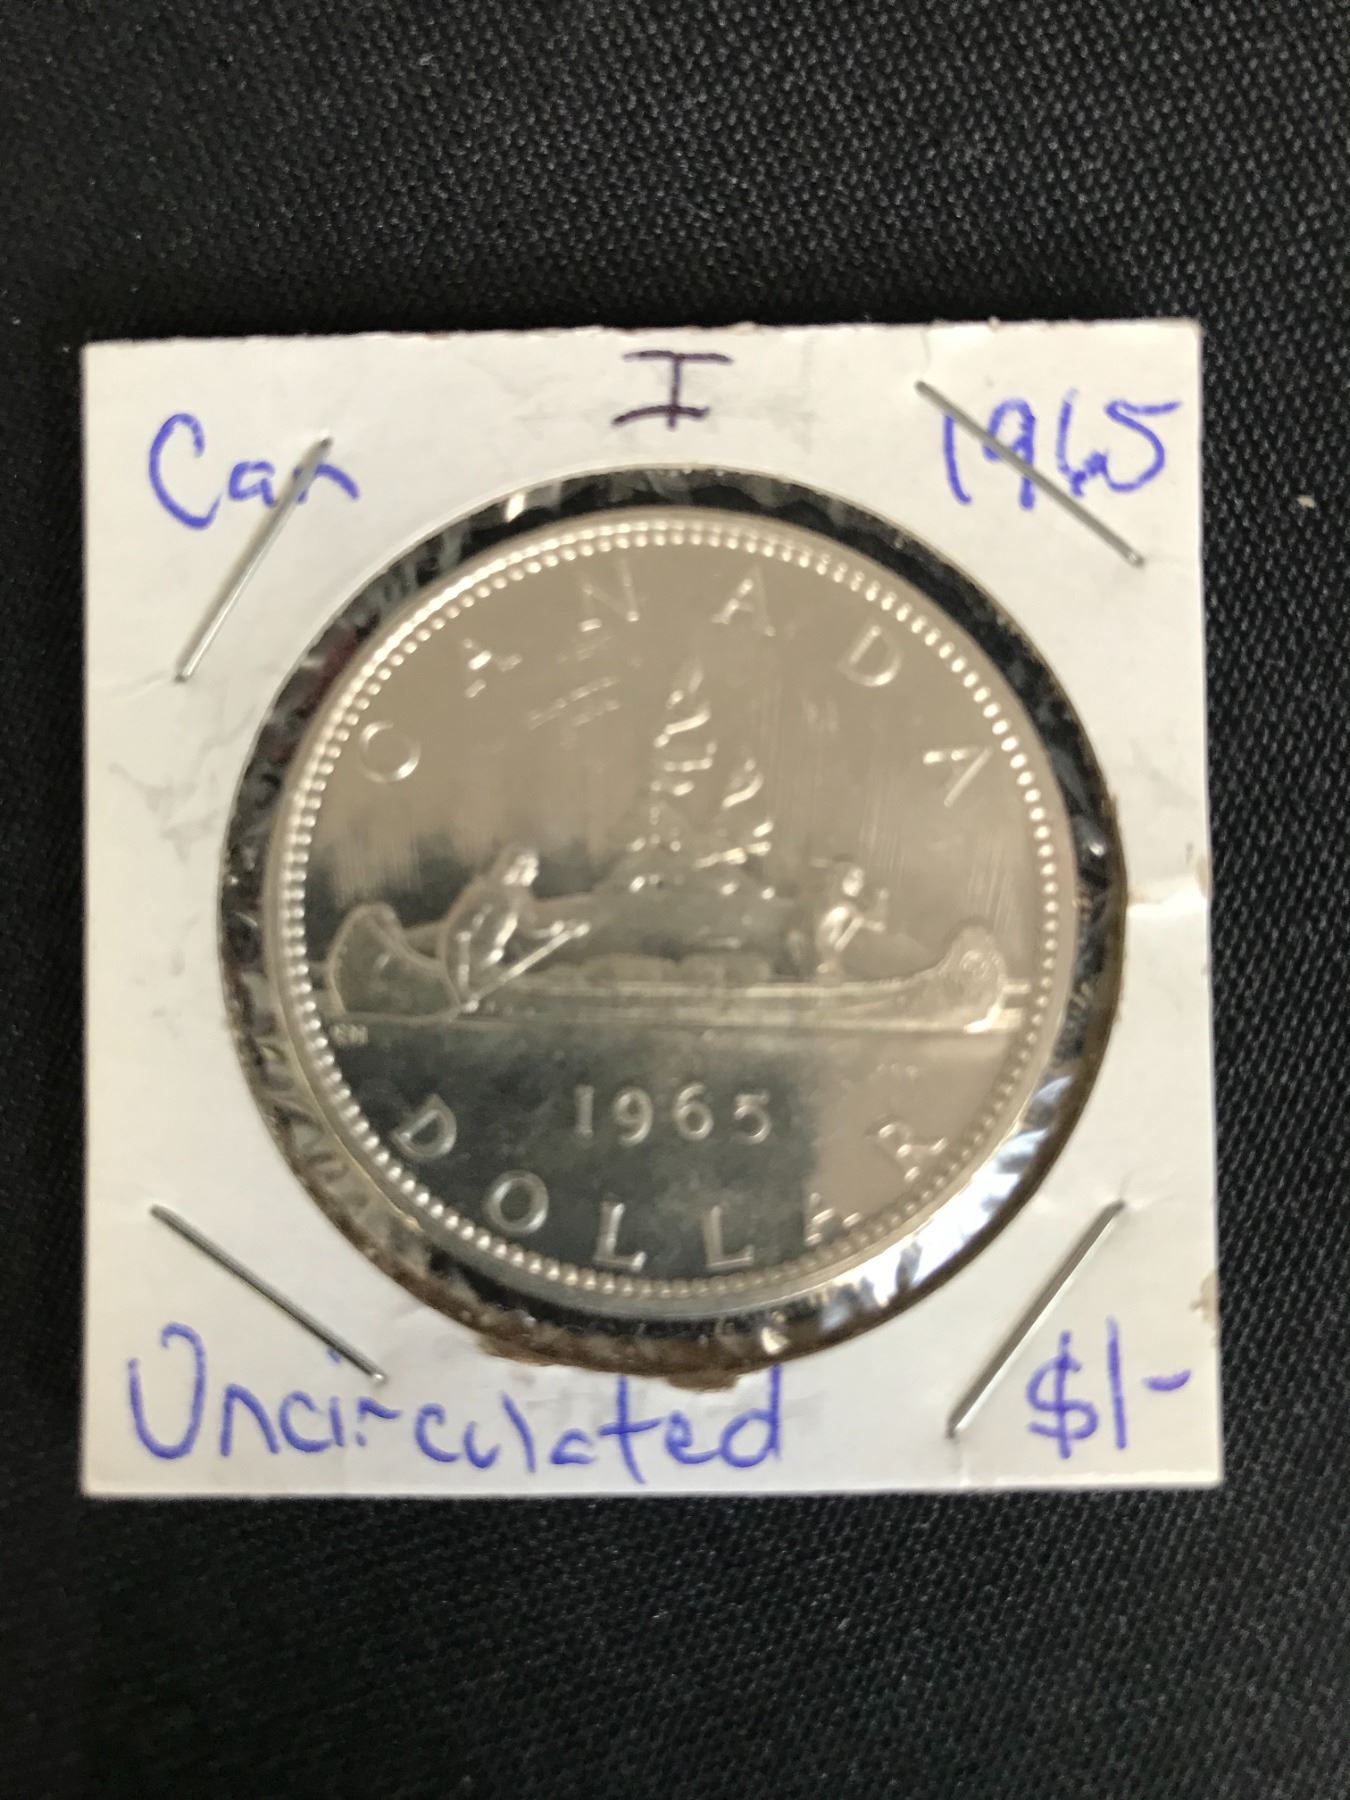 I
Can 1965
CANADA
1965
DOLLAR
Uncirculated $1-